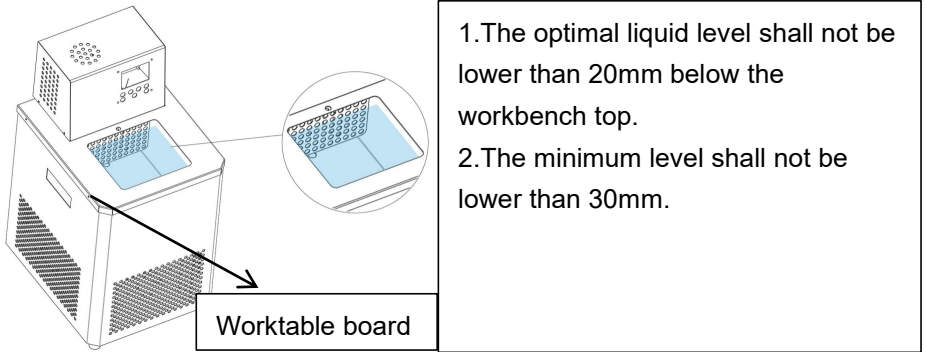 1.The optimal liquid level shall not be
lower than 20mm below the
workbench top.
2.The minimum level shall not be
lower than 30mm.
Worktable board